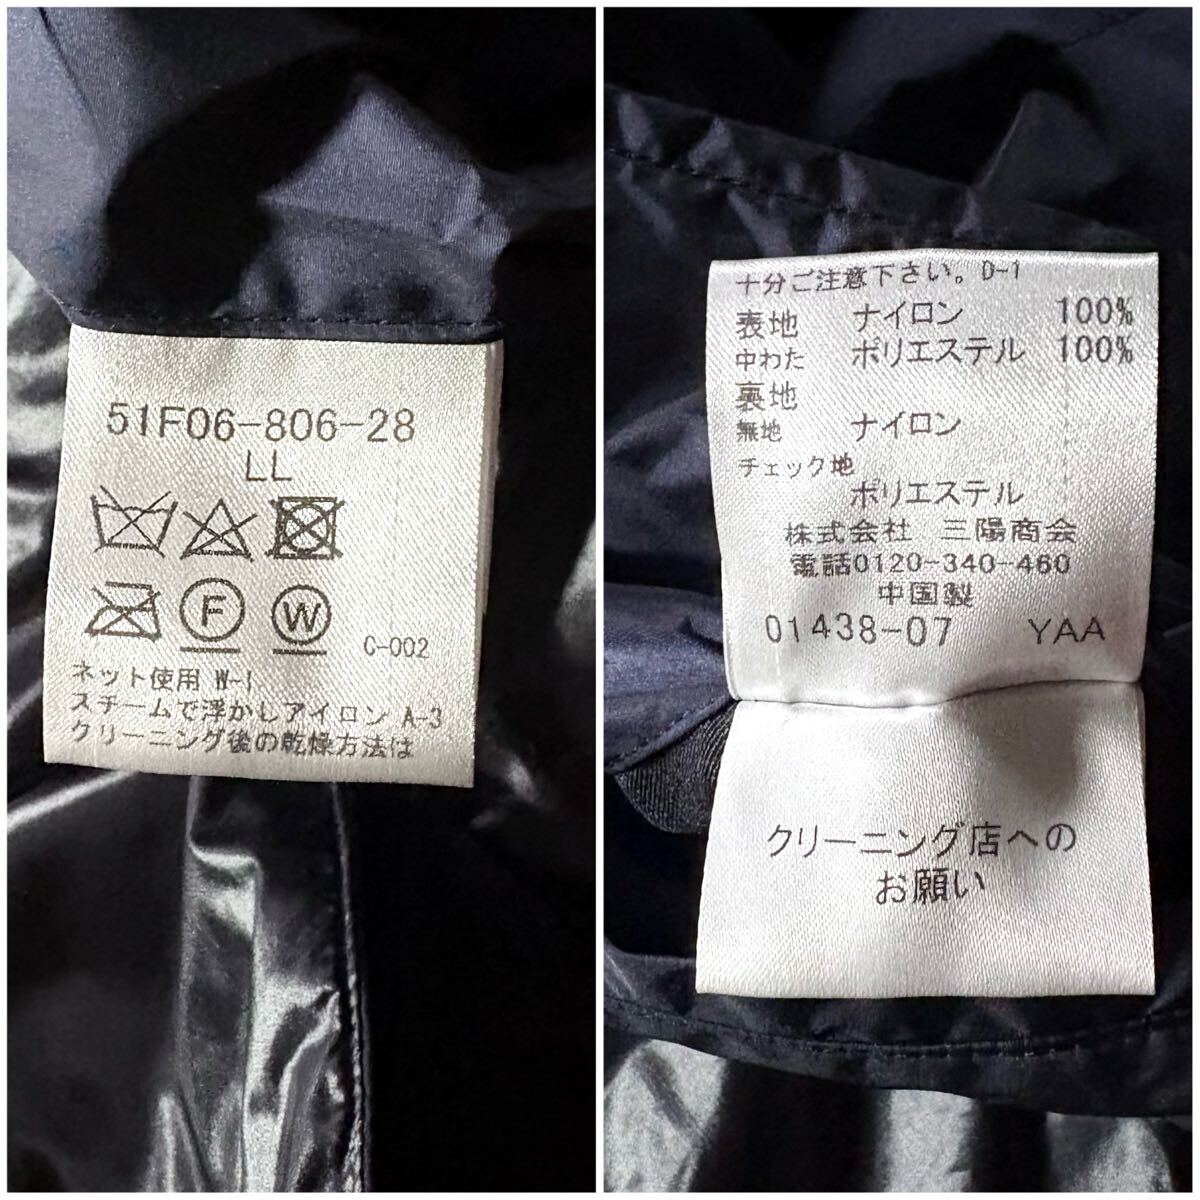 51F06-806-28
LL
F W
C-002
ネット使用 W-1
スチームで浮かしアイロン A-3
クリーニング後の乾燥方法は
十分ご注意下さい。D-1
表地 ナイロン 100%
中わた ポリエステル 100%
裏地
無地 ナイロン
チェック地
ポリエステル
株式会社 三陽商会
電話0120-340-460
中国製
01438-07 YAA
クリーニング店への
お願い